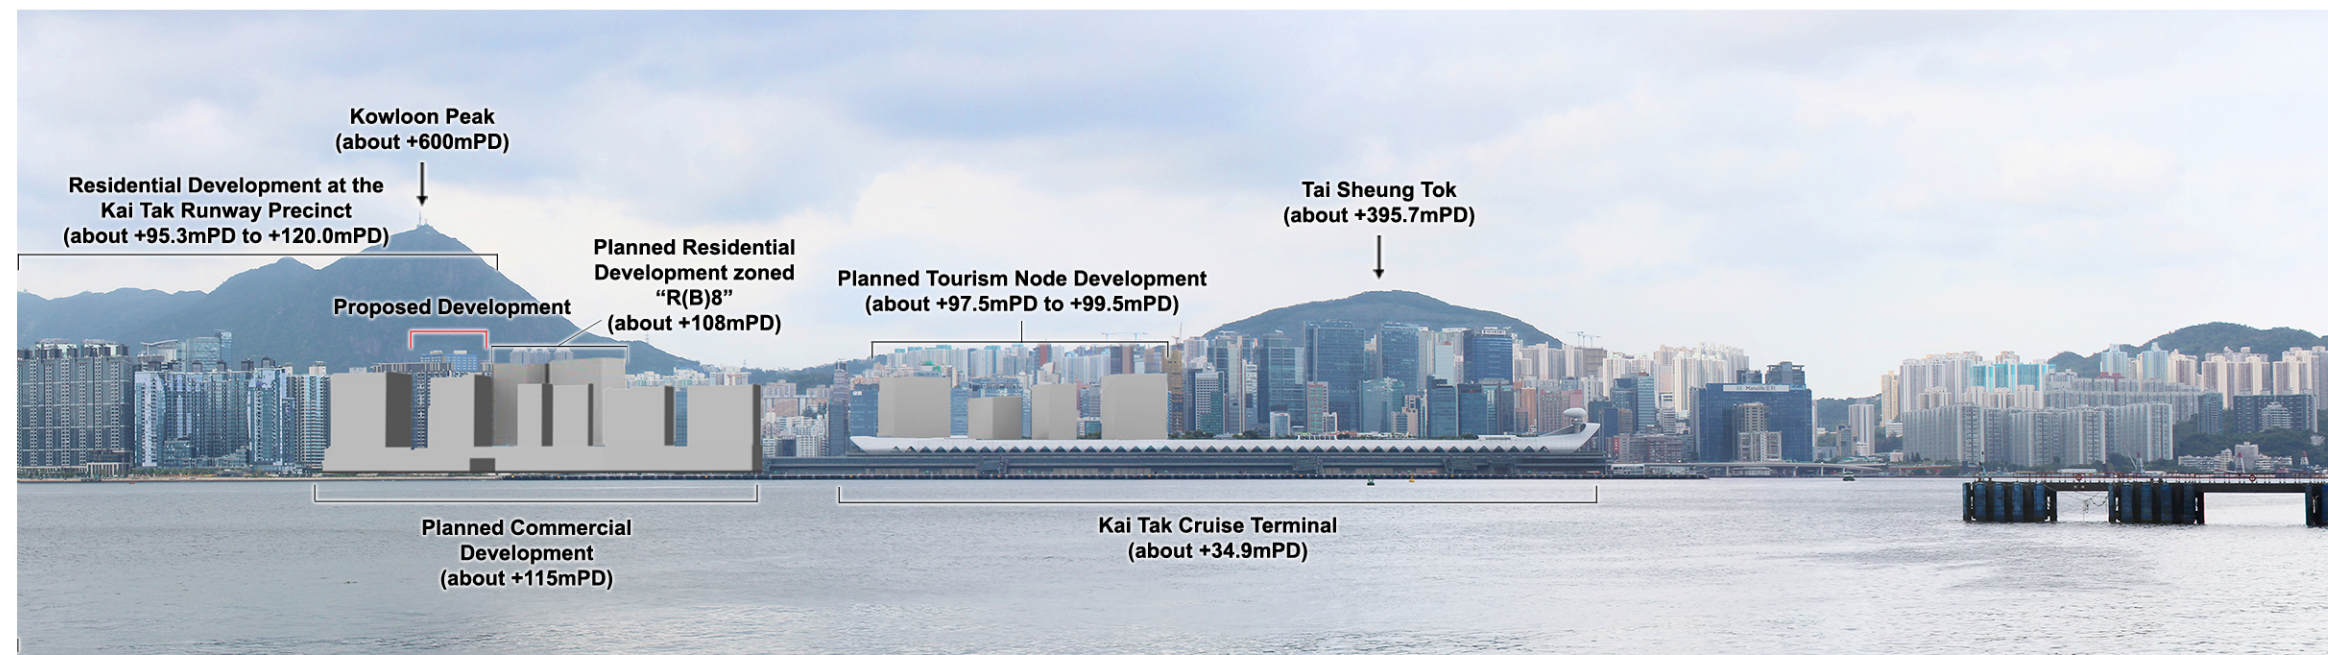 Kowloon Peak
(about +600mPD)
Residential Development at the
Kai Tak Runway Precinct
(about +95.3mPD to +120.0mPD)
Proposed Development
Planned Residential
Development zoned
“R(B)8”
(about +108mPD)
Planned Tourism Node Development
(about +97.5mPD to +99.5mPD)
Tai Sheung Tok
(about +395.7mPD)
Planned Commercial
Development
(about +115mPD)
Kai Tak Cruise Terminal
(about +34.9mPD)